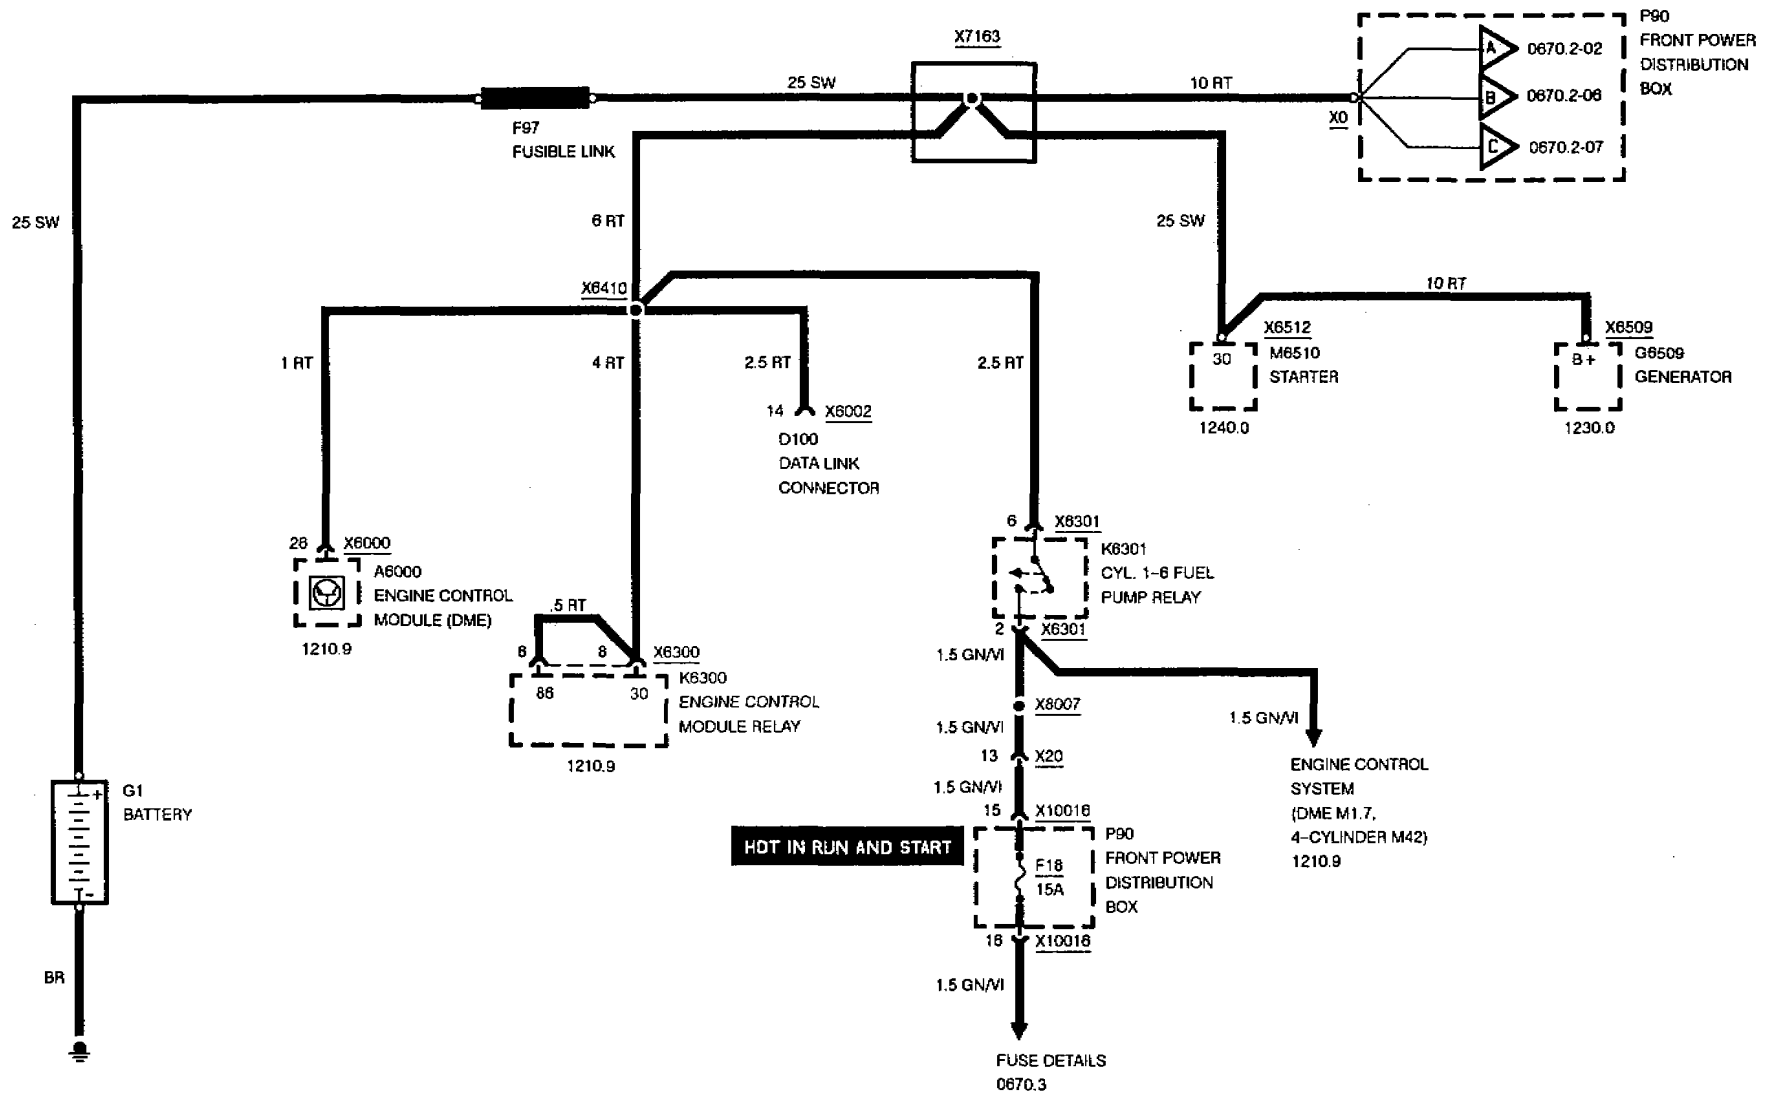 X7163
P90
FRONT POWER
DISTRIBUTION
BOX
A
0670.2-02
B
0670.2-06
C
0670.2-07
25 SW
10 RT
X0
F97
FUSIBLE LINK
25 SW
6 RT
25 SW
X6410
10 RT
1 RT
4 RT
2.5 RT
2.5 RT
X6512
30
M6510
STARTER
1240.0
X6509
B+
G6509
GENERATOR
1230.0
14
X6002
D100
DATA LINK
CONNECTOR
28
X6000
A6000
ENGINE CONTROL
MODULE (DME)
1210.9
6
X6301
K6301
CYL. 1-6 FUEL
PUMP RELAY
2
X6301
.5 RT
6
8
X6300
86
30
K6300
ENGINE CONTROL
MODULE RELAY
1210.9
1.5 GN/VI
X8007
1.5 GN/VI
1.5 GN/VI
13
X20
1.5 GN/VI
15
X10016
ENGINE CONTROL
SYSTEM
(DME M1.7,
4-CYLINDER M42)
1210.9
+
-
G1
BATTERY
HOT IN RUN AND START
F18
15A
P90
FRONT POWER
DISTRIBUTION
BOX
16
X10016
BR
1.5 GN/VI
FUSE DETAILS
0670.3